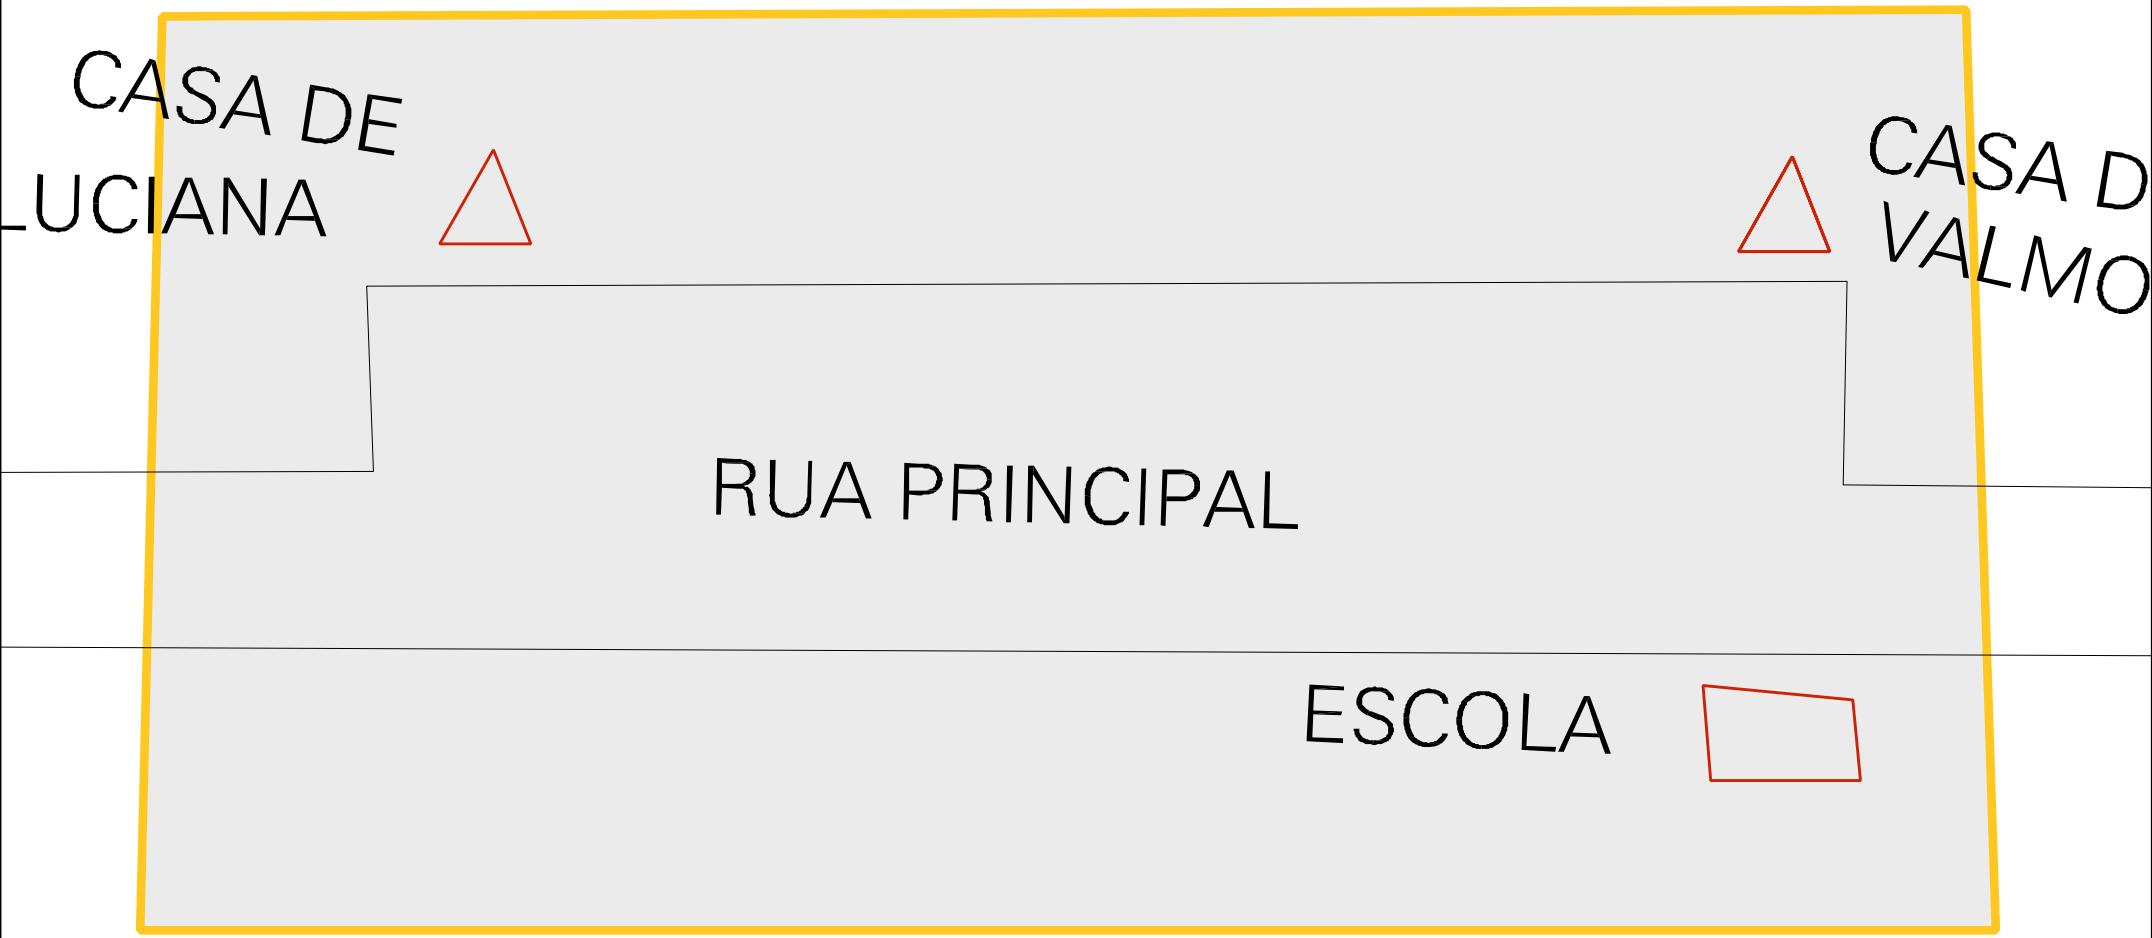 CASA DE
LUCIANA
CASA D
VALMO
RUA PRINCIPAL
ESCOLA